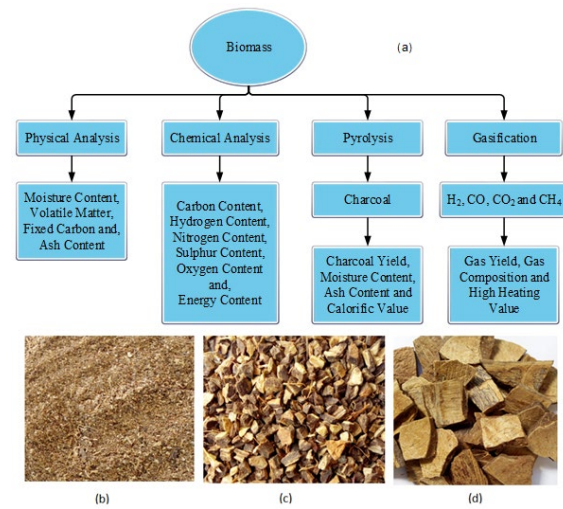 Biomass
(a)
Physical Analysis
Chemical Analysis
Pyrolysis
Gasification
Moisture Content,
Volatile Matter,
Fixed Carbon and,
Ash Content
Carbon Content,
Hydrogen Content,
Nitrogen Content,
Sulphur Content,
Oxygen Content
and,
Energy Content
Charcoal
H₂, CO, CO₂ and CH₄
Charcoal Yield,
Moisture Content,
Ash Content and
Calorific Value
Gas Yield, Gas
Composition and
High Heating
Value
(b)
(c)
(d)